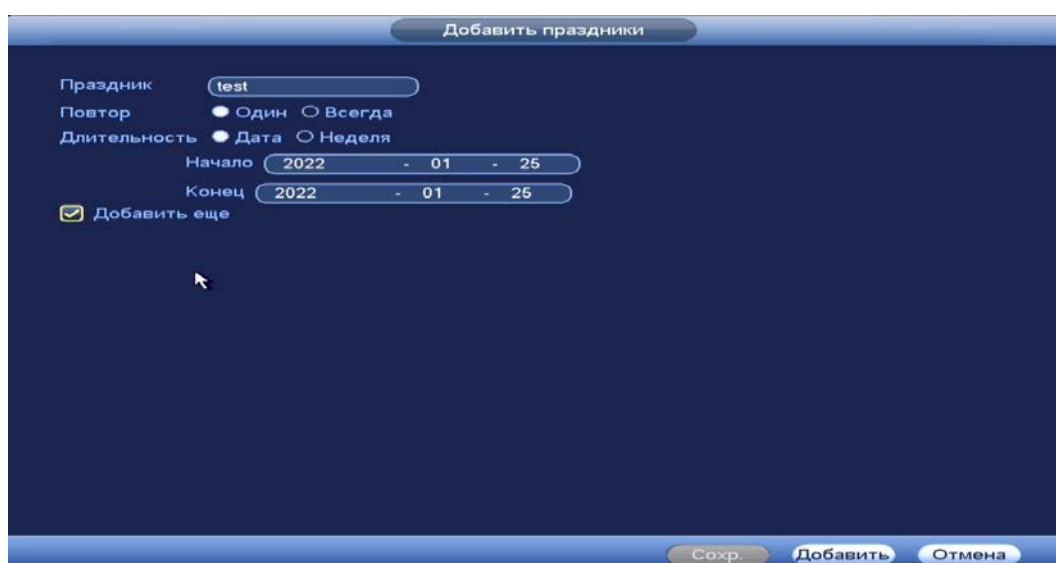 Добавить праздники
Праздник test
Повтор Один Всегда
Длительность Дата Неделя
Начало 2022 - 01 - 25
Конец 2022 - 01 - 25
Добавить еще
Сохр. Добавить Отмена